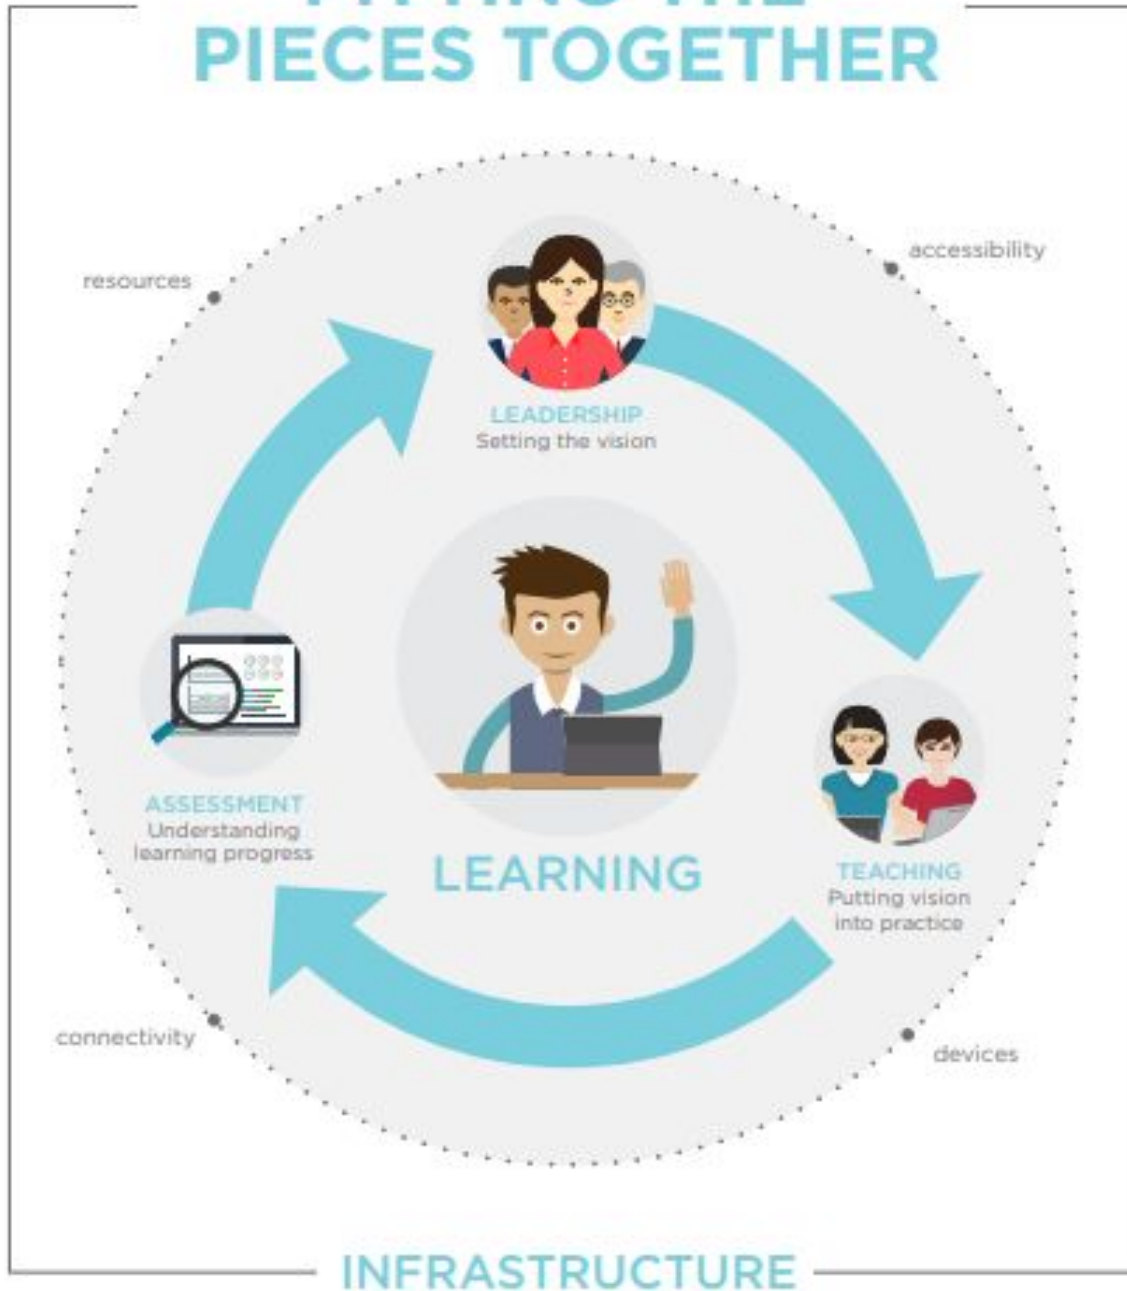 PIECES TOGETHER
resources
accessibility
LEADERSHIP
Setting the vision
ASSESSMENT
Understanding
learning progress
LEARNING
TEACHING
Putting vision
into practice
connectivity
devices
INFRASTRUCTURE